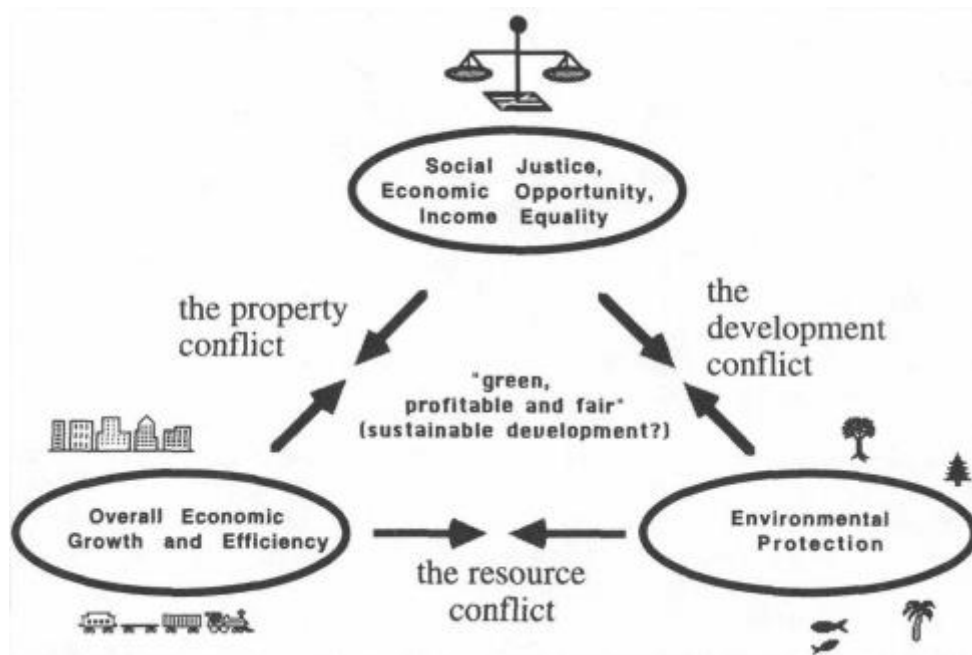 Social Justice,
Economic Opportunity,
Income Equality
the property
conflict
the
development
conflict
"green,
profitable and fair"
(sustainable development?)
Overall Economic
Growth and Efficiency
Environmental
Protection
the resource
conflict